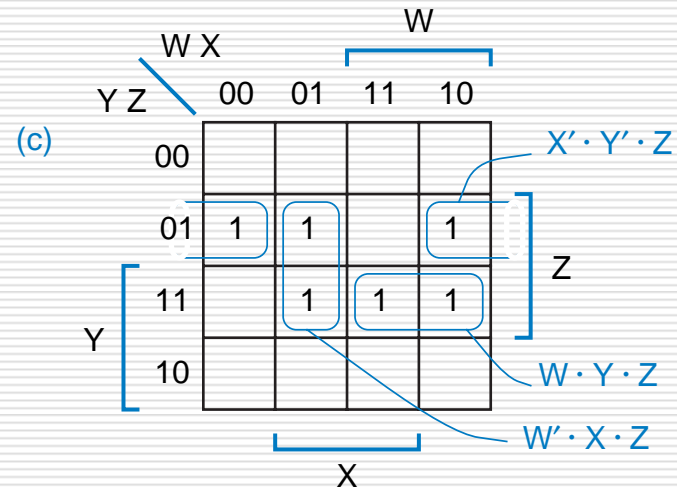 W
W X
Y Z
00 01 11 10
(c)
00
X′ · Y′ · Z
01 1 1 1
Z
11 1 1 1
Y
10
W · Y · Z
W′ · X · Z
X